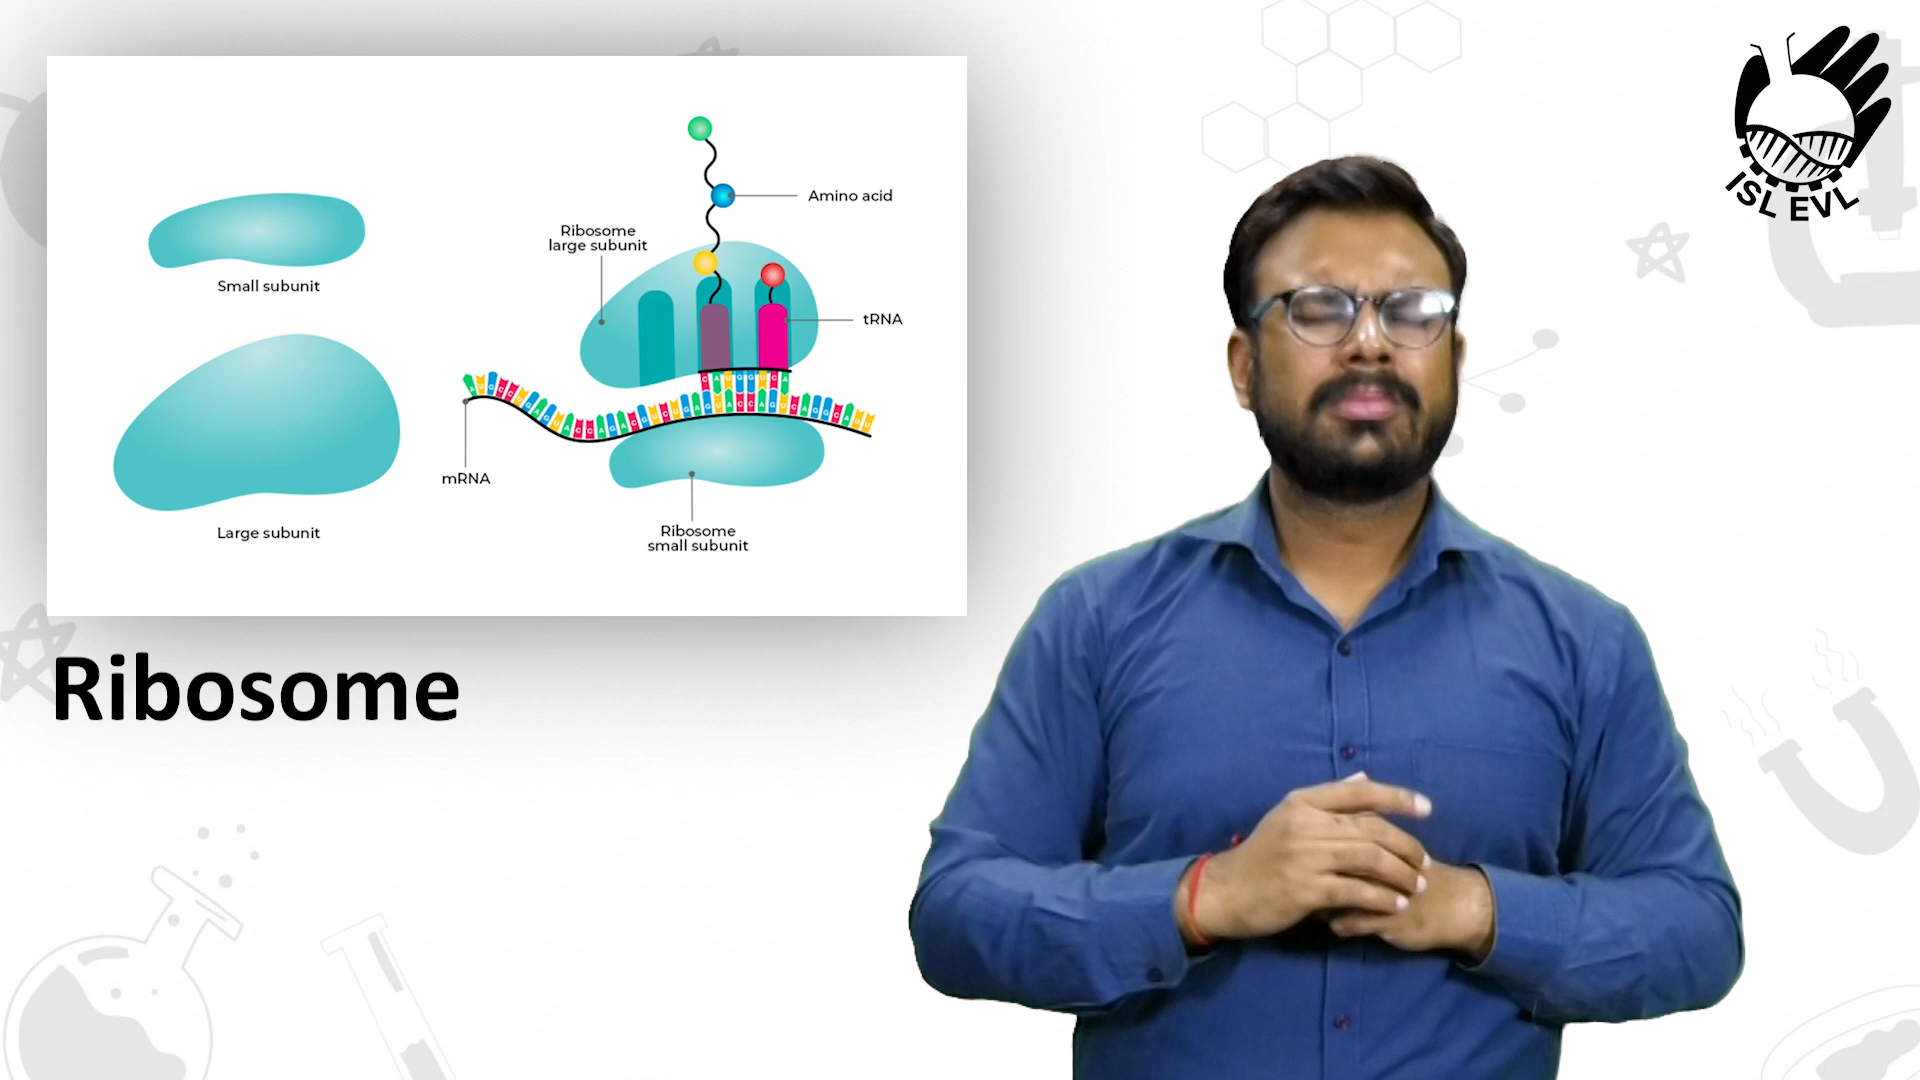 Amino acid
Ribosome
large subunit
Small subunit
tRNA
mRNA
Large subunit
Ribosome
small subunit
Ribosome
ISL EVL